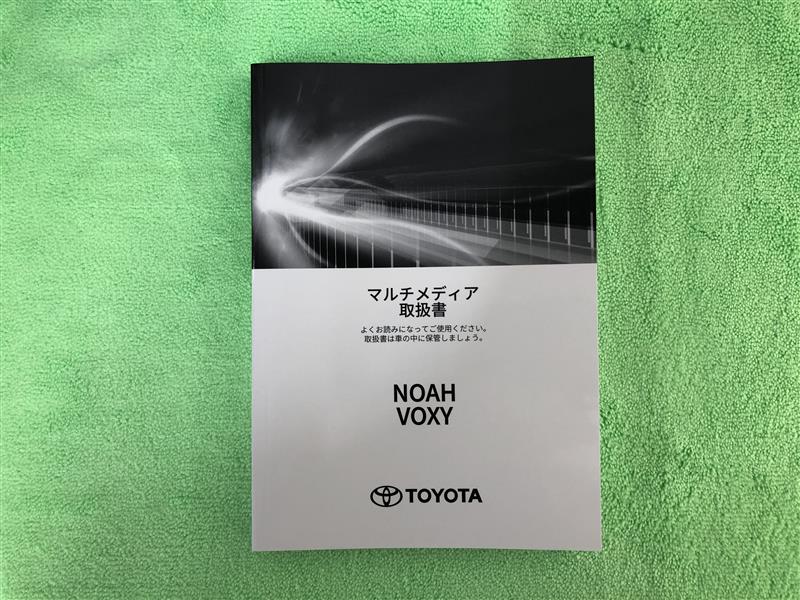 マルチメディア
取扱書
よくお読みになってご使用ください。
取扱書は車の中に保管しましょう。
NOAH
VOXY
TOYOTA